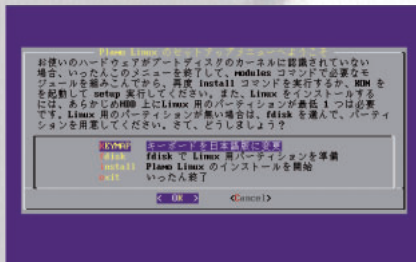 Plamo Linux のセットアップメニューへようこそ
お使いのハードウェアがブートディスクのカーネルに認識されていない
場合、いったんこのメニューを終了して、modules コマンドで必要なモ
ジュールを組みこんでから、再度 install コマンドを実行するか、KON を
を起動して setup 実行してください。また、Linux をインストールする
には、あらかじめHDD 上にLinux 用のパーティションが最低 1 つは必要
です。Linux 用のパーティションが無い場合は、fdisk を選んで、パーティ
ションを用意してください。さて、どうしましょう？
KEYMAP キーボードを日本語版に変更
fdisk fdisk で Linux 用パーティションを準備
install Plamo Linux のインストールを開始
exit いったん終了
< OK > <Cancel>